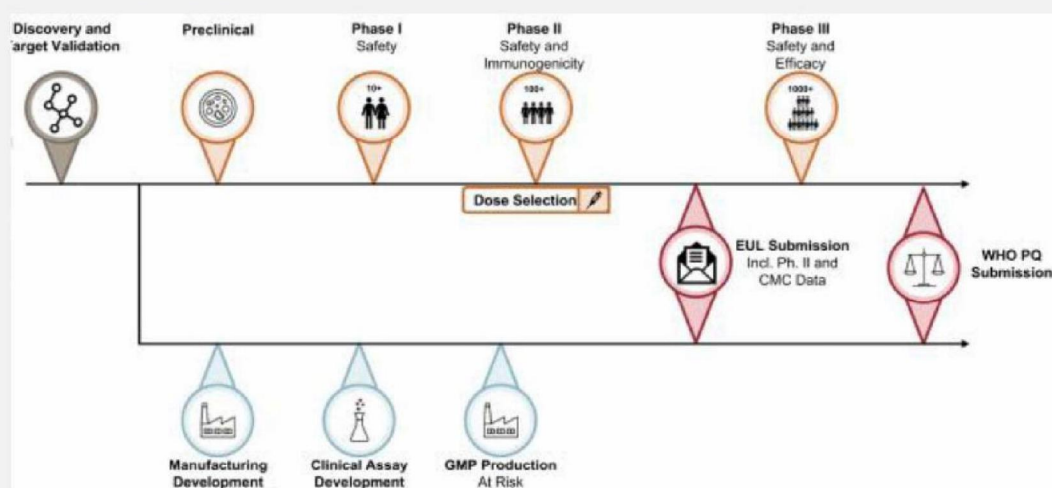 Discovery and
Target Validation
Preclinical
Phase I
Safety
Phase II
Safety and
Immunogenicity
Phase III
Safety and
Efficacy
10+
100+
1000+
Dose Selection
EUL Submission
Incl. Ph. II and
CMC Data
WHO PQ
Submission
Manufacturing
Development
Clinical Assay
Development
GMP Production
At Risk